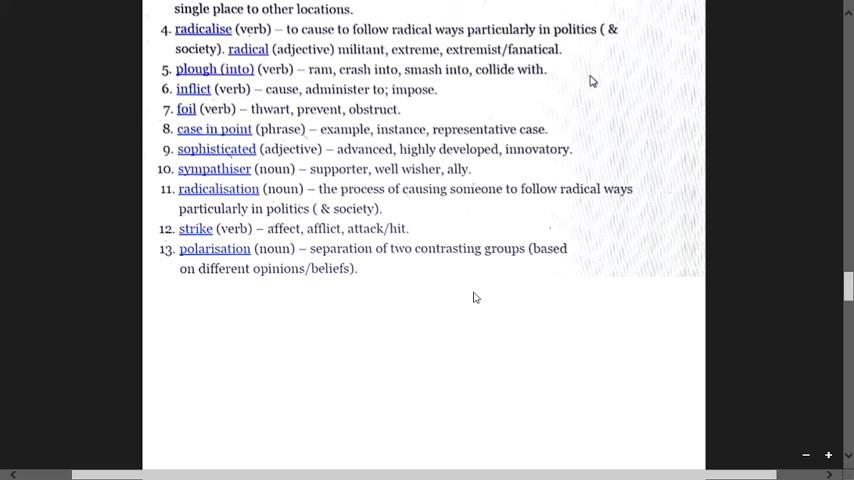 single place to other locations.
4. radicalise (verb) – to cause to follow radical ways particularly in politics ( &
society). radical (adjective) militant, extreme, extremist/fanatical.
5. plough (into) (verb) – ram, crash into, smash into, collide with.
6. inflict (verb) – cause, administer to; impose.
7. foil (verb) – thwart, prevent, obstruct.
8. case in point (phrase) – example, instance, representative case.
9. sophisticated (adjective) – advanced, highly developed, innovatory.
10. sympathiser (noun) – supporter, well wisher, ally.
11. radicalisation (noun) – the process of causing someone to follow radical ways
particularly in politics ( & society).
12. strike (verb) – affect, afflict, attack/hit.
13. polarisation (noun) – separation of two contrasting groups (based
on different opinions/beliefs).